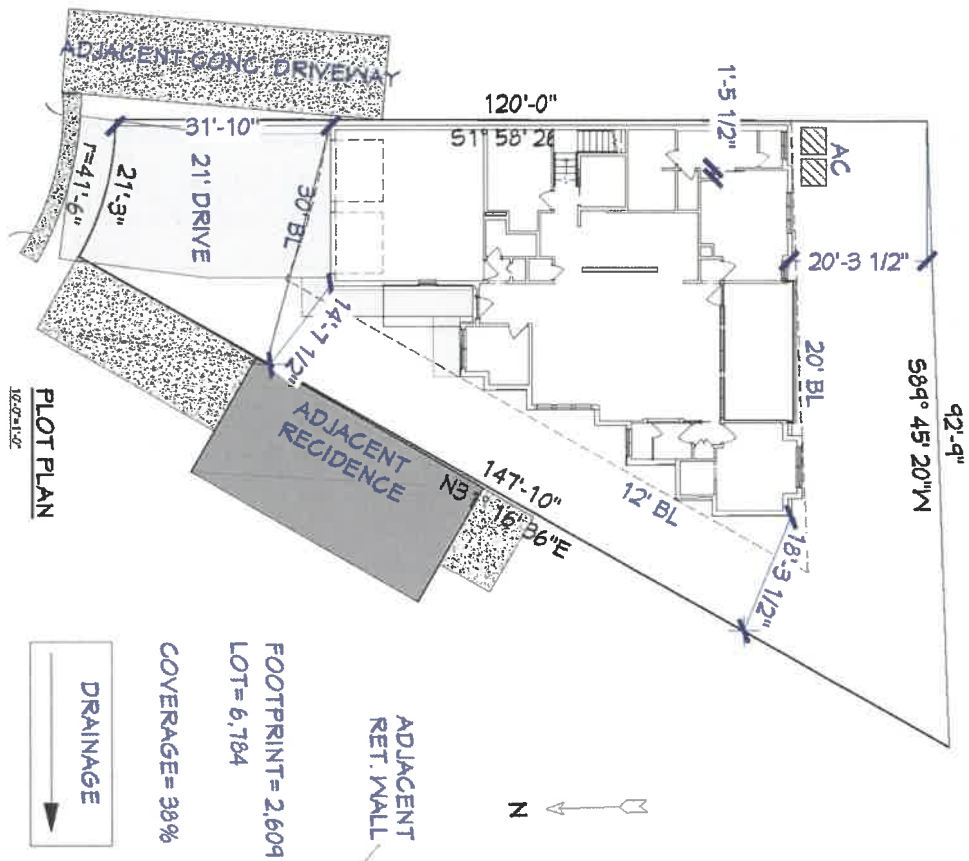 ADJACENT CONC. DRIVEWAY
31'-10"
120'-0"
S1° 58' 26
1'-5 1/2"
AC
r=41'-6"
21'-3"
21' DRIVE
30' BL
14'-7 1/2"
20'-3 1/2"
20' BL
92'-9"
S89° 45' 20"W
ADJACENT
RECIDENCE
147'-10"
N3
16'36"E
12' BL
18'-3 1/2"
PLOT PLAN
ADJACENT
RET. WALL
FOOTPRINT= 2,609
LOT= 6,784
COVERAGE= 38%
DRAINAGE
N